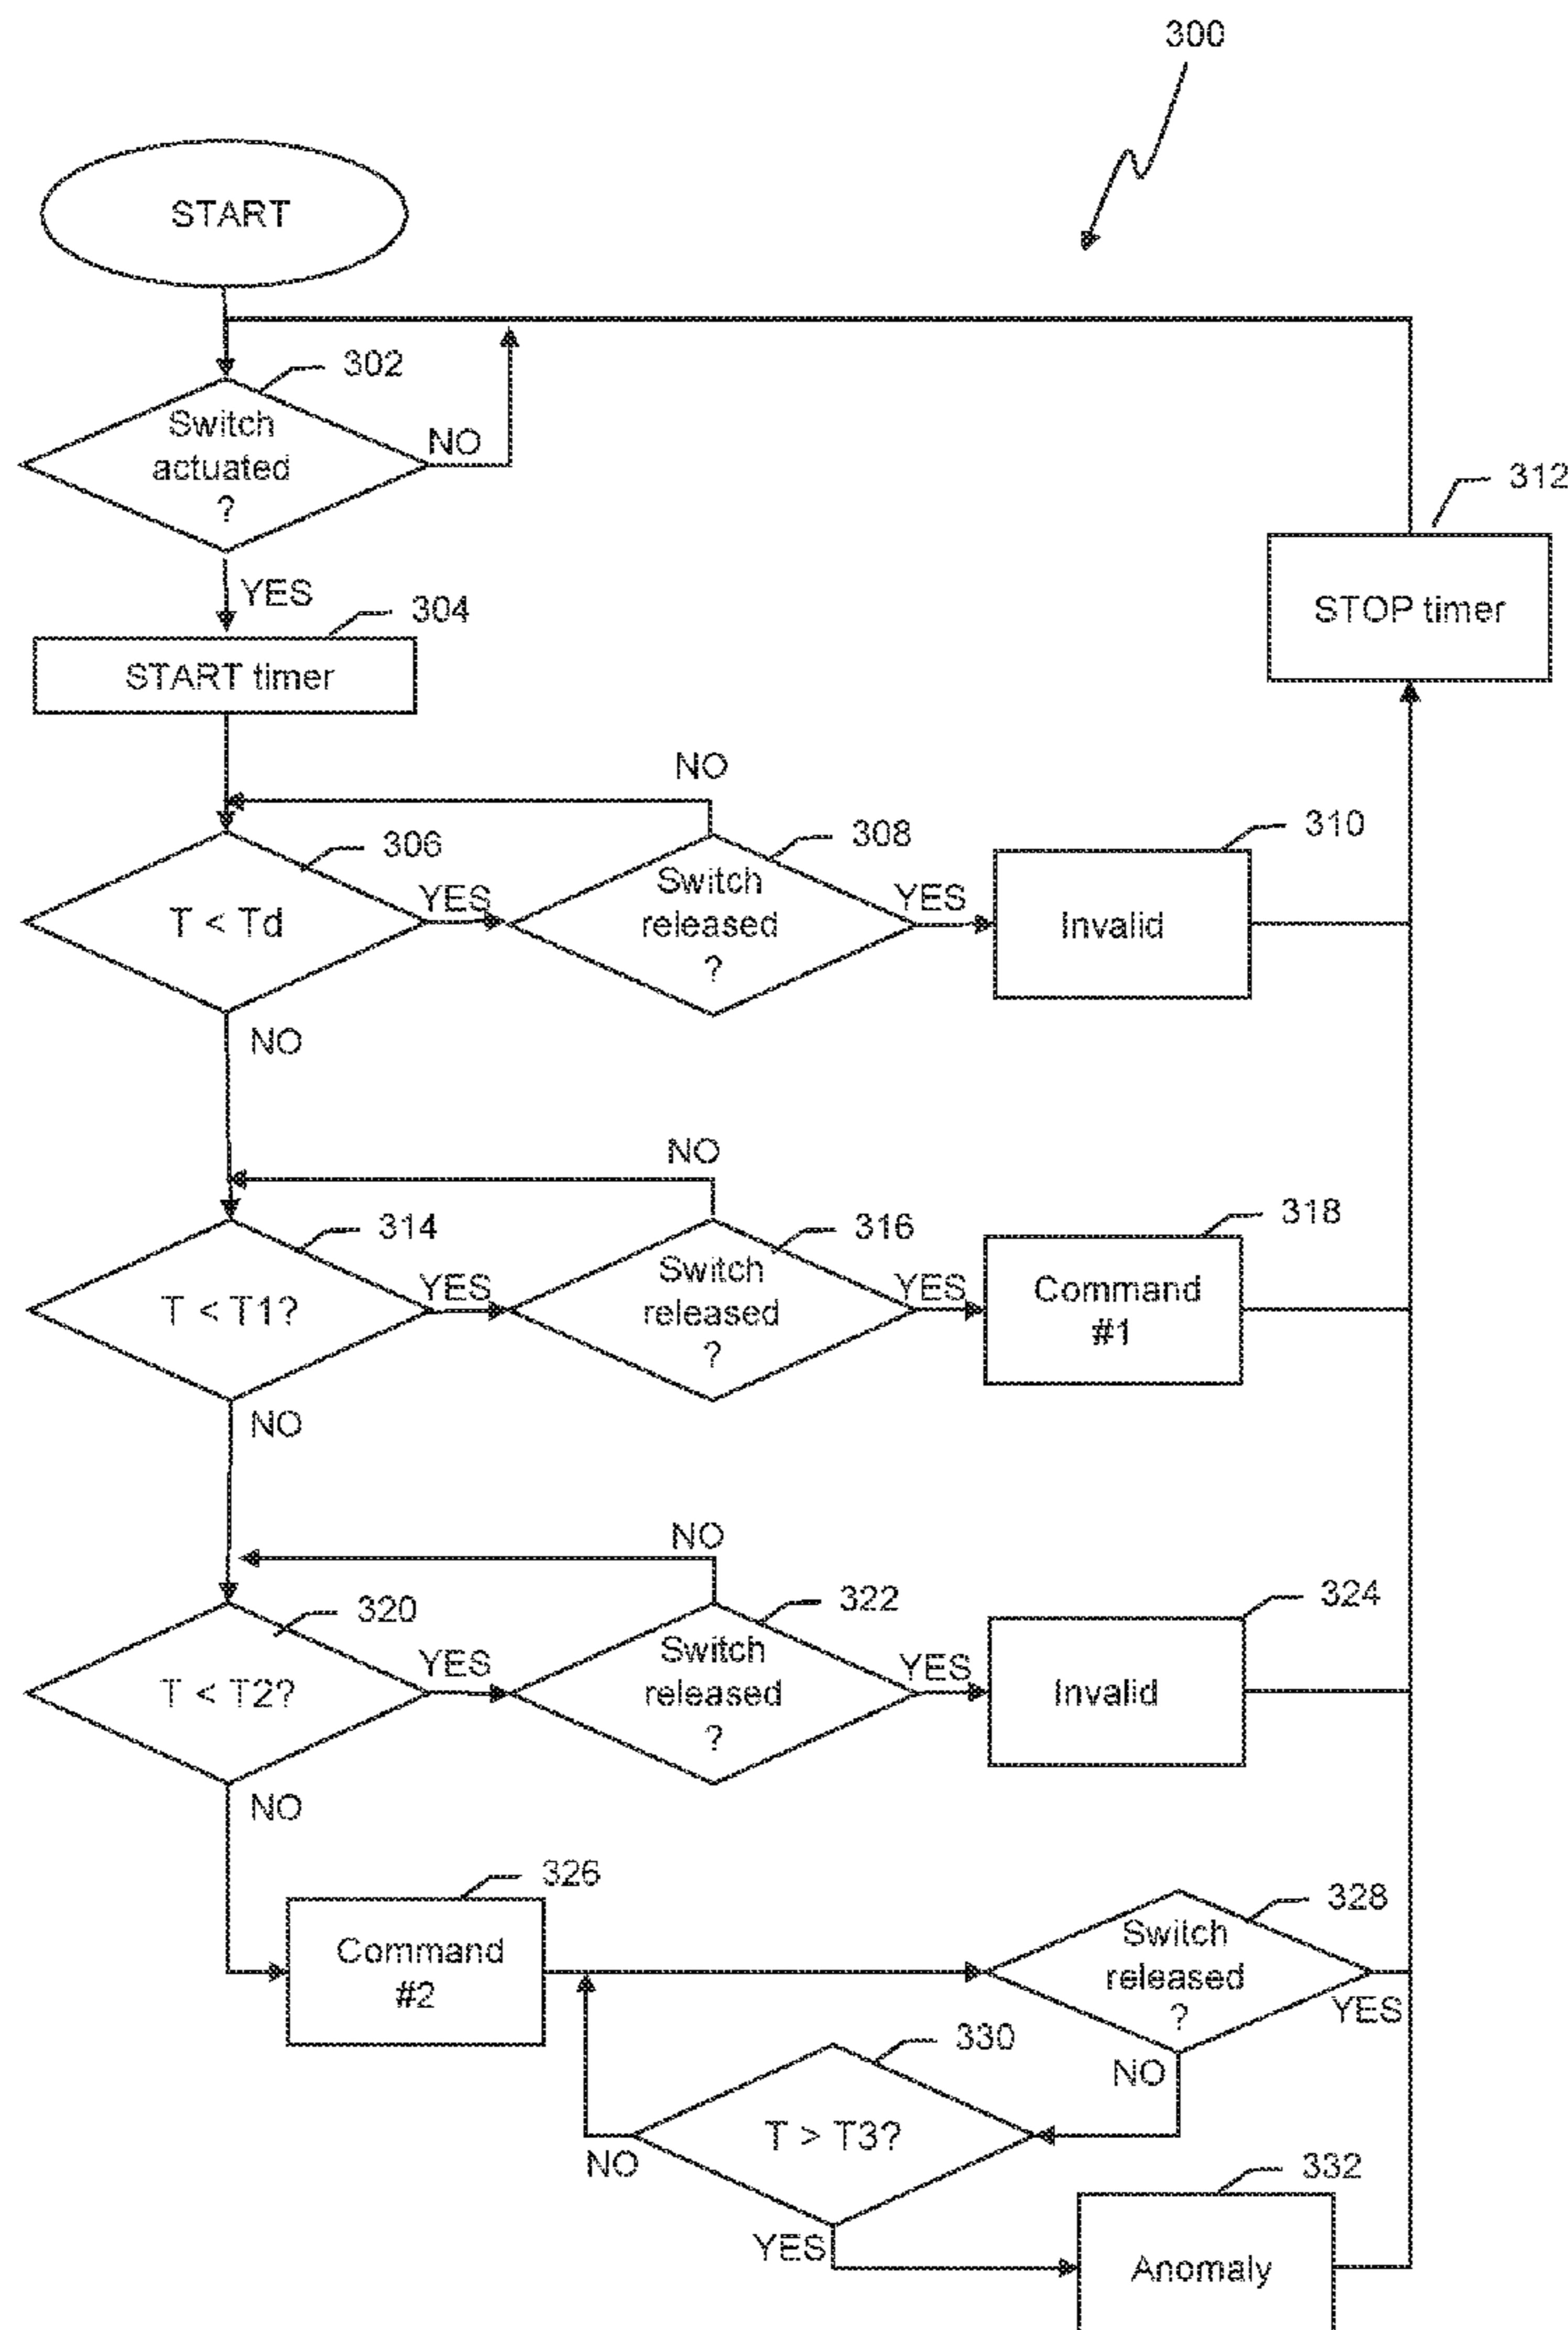 300
START
302
Switch
actuated
?
NO
YES
312
STOP timer
304
START timer
NO
306
T < Td
YES
308
Switch
released
?
YES
310
Invalid
NO
NO
314
T < T1?
YES
316
Switch
released
?
YES
318
Command
#1
NO
NO
320
T < T2?
YES
322
Switch
released
?
YES
324
Invalid
NO
326
Command
#2
328
Switch
released
?
YES
NO
330
T > T3?
NO
YES
332
Anomaly